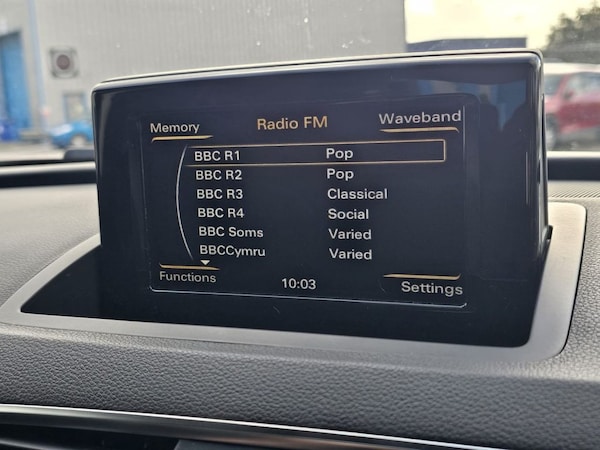 Memory Radio FM Waveband
BBC R1 Pop
BBC R2 Pop
BBC R3 Classical
BBC R4 Social
BBC Soms Varied
BBCCymru Varied
Functions 10:03 Settings